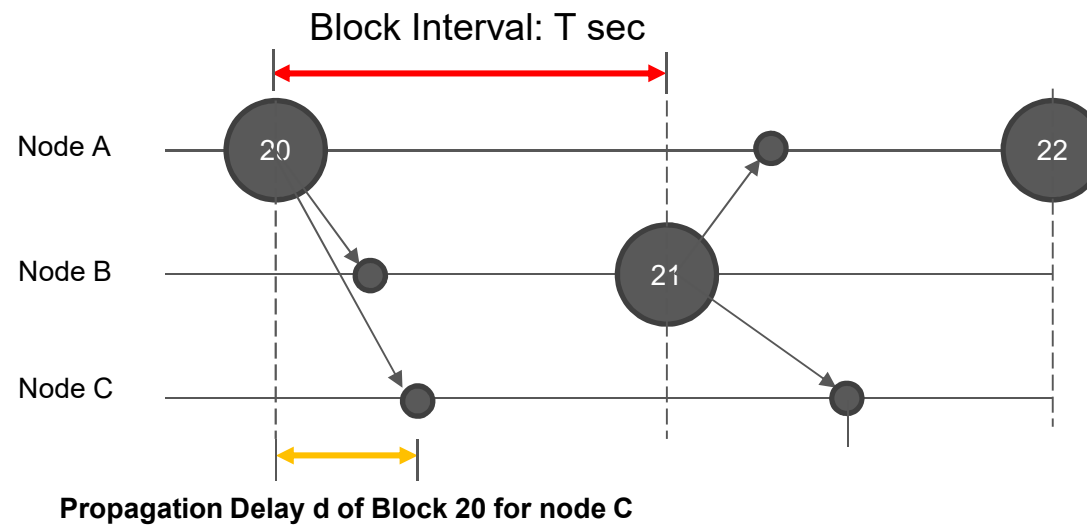 Block Interval: T sec
Node A
20
22
Node B
21
Node C
Propagation Delay d of Block 20 for node C